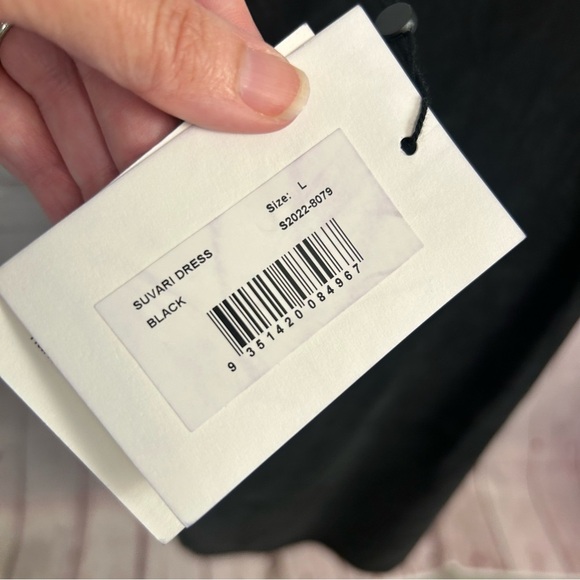 Size: L
S2022-8079
SUVARI DRESS
BLACK
9 351420 084967